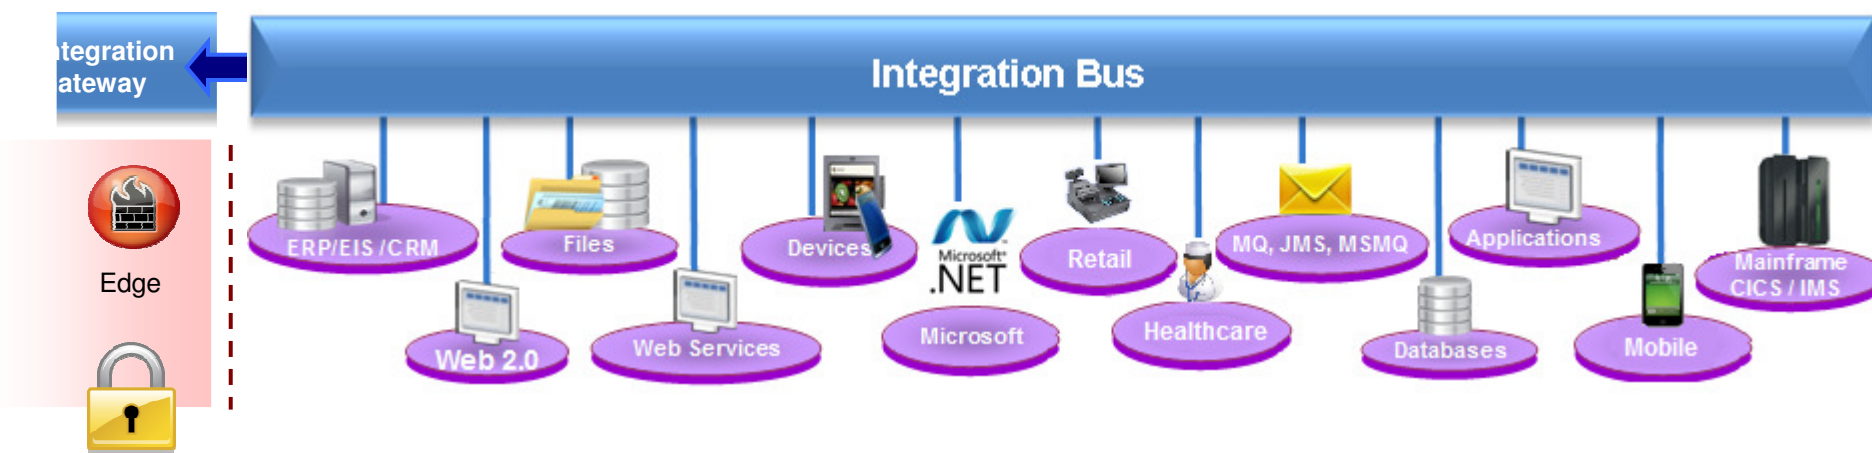 ntegration
ateway
Integration Bus
Edge
ERP/EIS /CRM
Web 2.0
Files
Web Services
Devices
Microsoft
.NET
Microsoft
Retail
Healthcare
MQ, JMS, MSMQ
Databases
Applications
Mobile
Mainframe
CICS / IMS